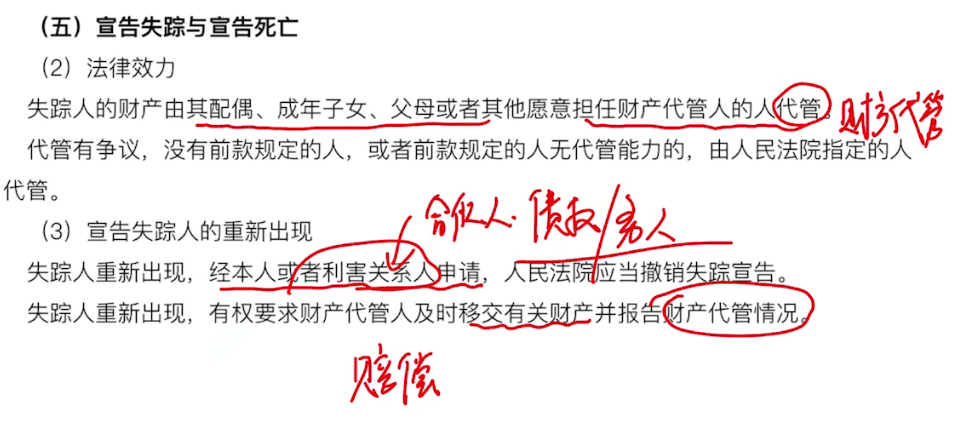 （五）宣告失踪与宣告死亡
（2）法律效力
失踪人的财产由其配偶、成年子女、父母或者其他愿意担任财产代管人的人代管。
财产代管
代管有争议，没有前款规定的人，或者前款规定的人无代管能力的，由人民法院指定的人
代管。
合伙人.债权/务人
（3）宣告失踪人的重新出现
失踪人重新出现，经本人或者利害关系人申请，人民法院应当撤销失踪宣告。
失踪人重新出现，有权要求财产代管人及时移交有关财产并报告财产代管情况。
赔偿